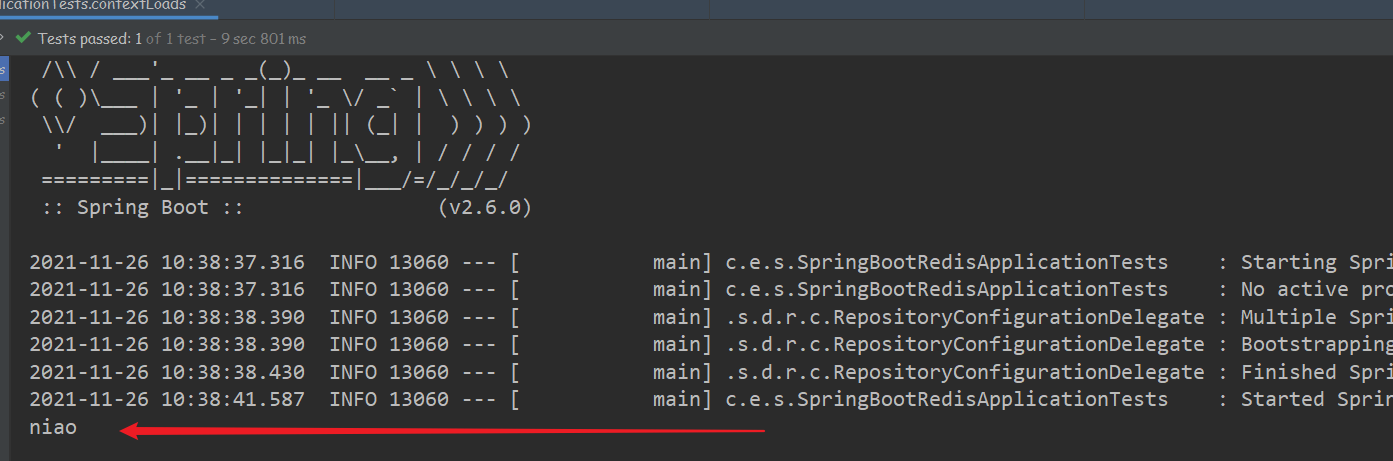 licationTests.contextLoads ×
Tests passed: 1 of 1 test – 9 sec 801 ms
 /\\ / ___'_ __ _ _(_)_ __  __ _ \ \ \ \
( ( )\___ | '_ | '_| | '_ \/ _` | \ \ \ \
 \\/  ___)| |_)| | | | | || (_| |  ) ) ) )
  '  |____| .__|_| |_|_| |_\__, | / / / /
 =========|_|==============|___/=/_/_/_/
 :: Spring Boot ::                (v2.6.0)
2021-11-26 10:38:37.316  INFO 13060 --- [           main] c.e.s.SpringBootRedisApplicationTests    : Starting Spri
2021-11-26 10:38:37.316  INFO 13060 --- [           main] c.e.s.SpringBootRedisApplicationTests    : No active pro
2021-11-26 10:38:38.390  INFO 13060 --- [           main] .s.d.r.c.RepositoryConfigurationDelegate : Multiple Spri
2021-11-26 10:38:38.390  INFO 13060 --- [           main] .s.d.r.c.RepositoryConfigurationDelegate : Bootstrapping
2021-11-26 10:38:38.430  INFO 13060 --- [           main] .s.d.r.c.RepositoryConfigurationDelegate : Finished Spri
2021-11-26 10:38:41.587  INFO 13060 --- [           main] c.e.s.SpringBootRedisApplicationTests    : Started Sprin
niao